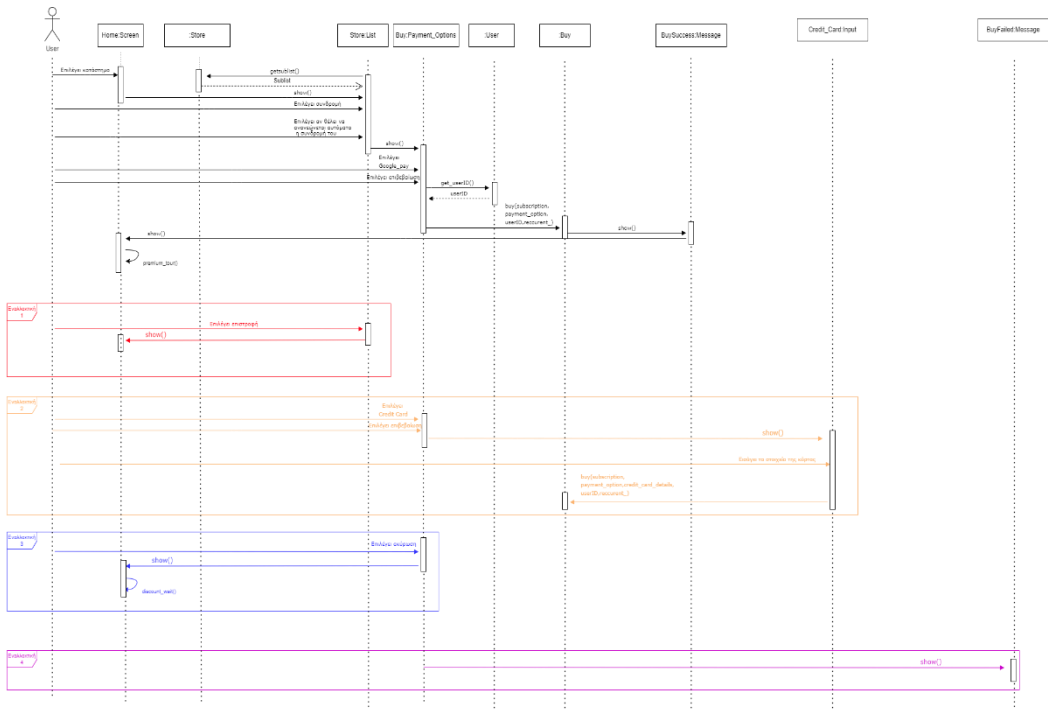 User
Home:Screen
:Store
Store:List
Buy:Payment_Options
:User
:Buy
BuySuccess:Message
Credit_Card:Input
BuyFailed:Message
Επιλέγει κατάστημα
getsublist()
Sublist
show()
Επιλέγει συνδρομή
Επιλέγει αν θέλει να
ανανεώνεται αυτόματα
η συνδρομή του
show()
Επιλέγει
Google_pay
Επιλέγει επιβεβαίωση
get_userID()
userID
buy(subscription,
payment_option,
userID,reccurent_)
show()
show()
premium_tour()
Εναλλακτική
1
Επιλέγει επιστροφή
show()
Εναλλακτική
2
Επιλέγει
Credit Card
Επιλέγει επιβεβαίωση
show()
Εισάγει τα στοιχεία της κάρτας
buy(subscription,
payment_option,credit_card_details,
userID,reccurent_)
Εναλλακτική
3
Επιλέγει ακύρωση
show()
discount_wait()
Εναλλακτική
4
show()